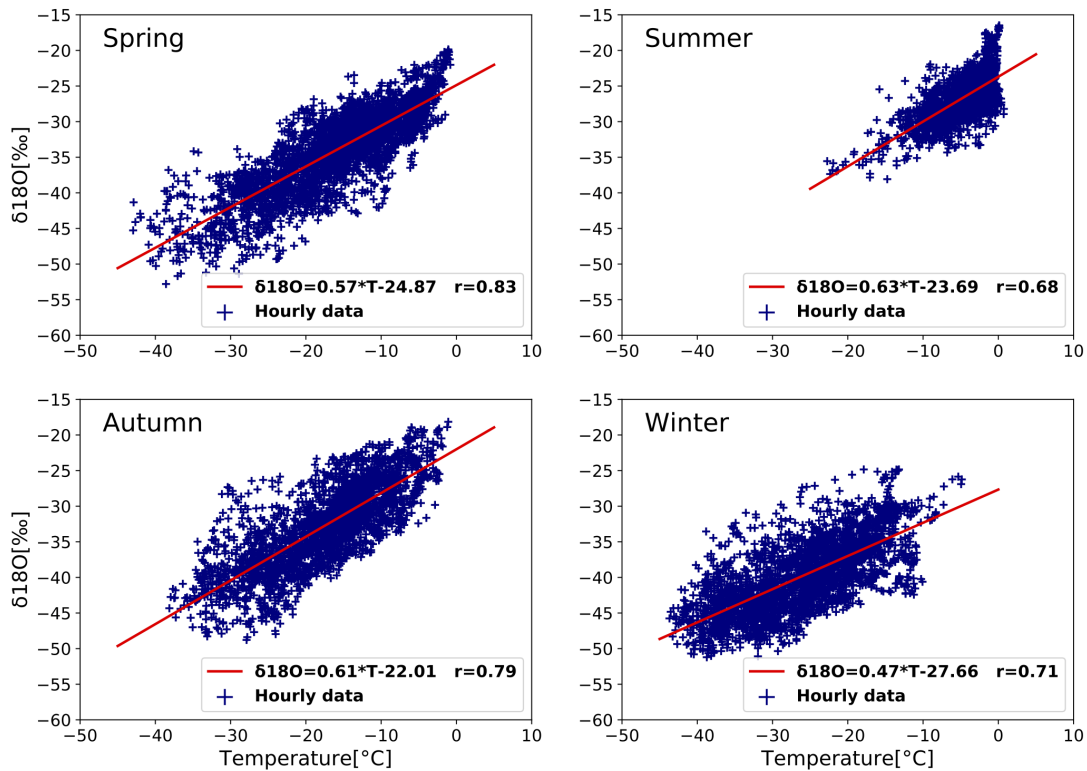 Spring
δ18O[‰]
−15
−20
−25
−30
−35
−40
−45
−50
−55
−60
−50 −40 −30 −20 −10 0 10
δ18O=0.57*T-24.87 r=0.83
Hourly data
Summer
−15
−20
−25
−30
−35
−40
−45
−50
−55
−60
−50 −40 −30 −20 −10 0 10
δ18O=0.63*T-23.69 r=0.68
Hourly data
Autumn
δ18O[‰]
−15
−20
−25
−30
−35
−40
−45
−50
−55
−60
−50 −40 −30 −20 −10 0 10
Temperature[°C]
δ18O=0.61*T-22.01 r=0.79
Hourly data
Winter
−15
−20
−25
−30
−35
−40
−45
−50
−55
−60
−50 −40 −30 −20 −10 0 10
Temperature[°C]
δ18O=0.47*T-27.66 r=0.71
Hourly data